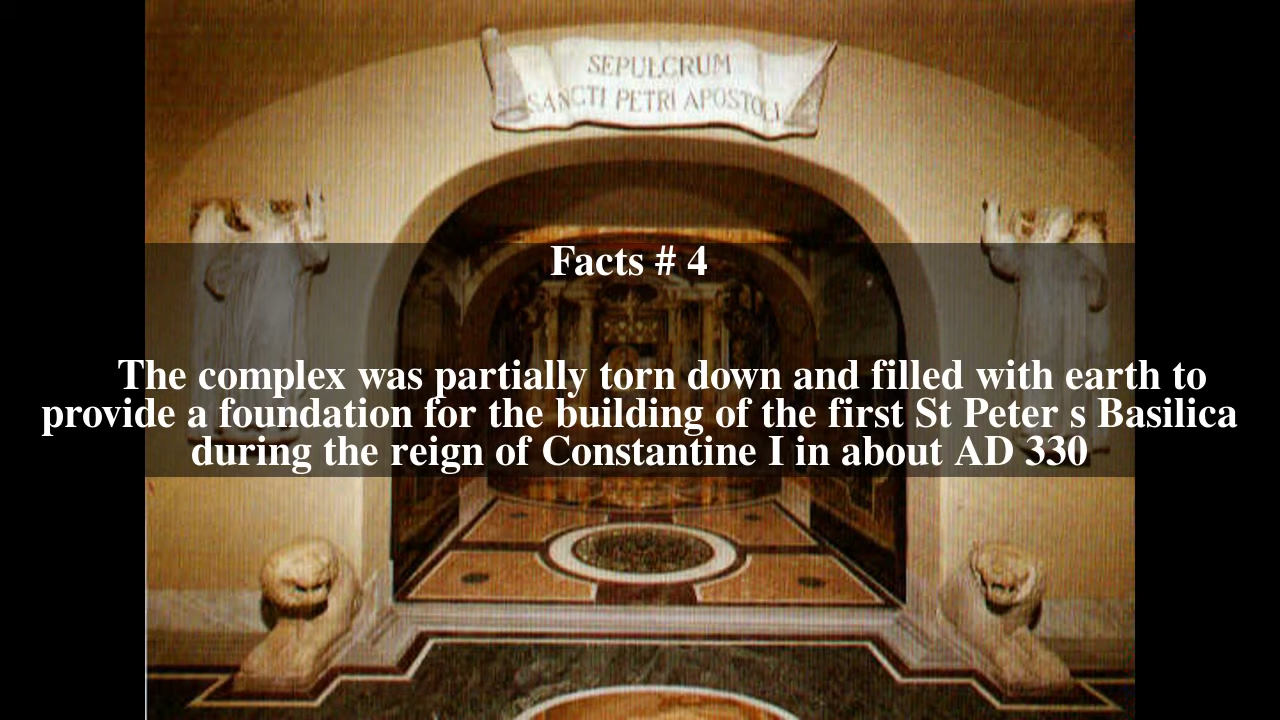 SEPULCRUM
SANCTI PETRI APOSTOLI
Facts # 4
The complex was partially torn down and filled with earth to
provide a foundation for the building of the first St Peter s Basilica
during the reign of Constantine I in about AD 330